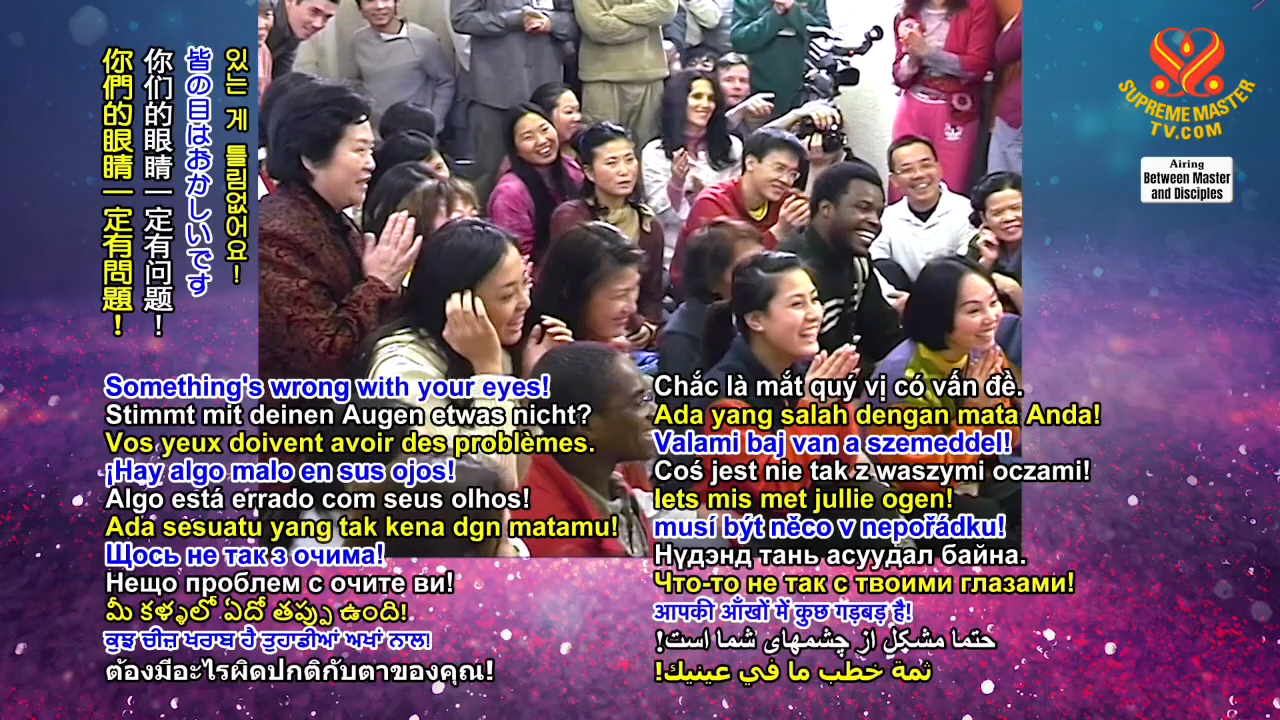 있는 게 틀림없어요!
皆の目はおかしいです
你们的眼睛一定有问题!
你們的眼睛一定有問題!
SUPREME MASTER
TV.COM
Airing
Between Master
and Disciples
Something's wrong with your eyes!
Stimmt mit deinen Augen etwas nicht?
Vos yeux doivent avoir des problèmes.
¡Hay algo malo en sus ojos!
Algo está errado com seus olhos!
Ada sesuatu yang tak kena dgn matamu!
Щось не так з очима!
Нещо проблем с очите ви!
మీ కళ్ళలో ఏదో తప్పు ఉంది!
ਕੁਝ ਚੀਜ਼ ਖਰਾਬ ਹੈ ਤੁਹਾਡੀਆਂ ਅਖਾਂ ਨਾਲ!
ต้องมีอะไรผิดปกติกับตาของคุณ!
Chắc là mắt quý vị có vấn đề.
Ada yang salah dengan mata Anda!
Valami baj van a szemeddel!
Coś jest nie tak z waszymi oczami!
Iets mis met jullie ogen!
musí být něco v nepořádku!
Нүдэнд тань асуудал байна.
Что-то не так с твоими глазами!
आपकी आँखों में कुछ गड़बड़ है!
حتما مشکلی از چشمهای شما است!
ثمة خطب ما في عينيك!